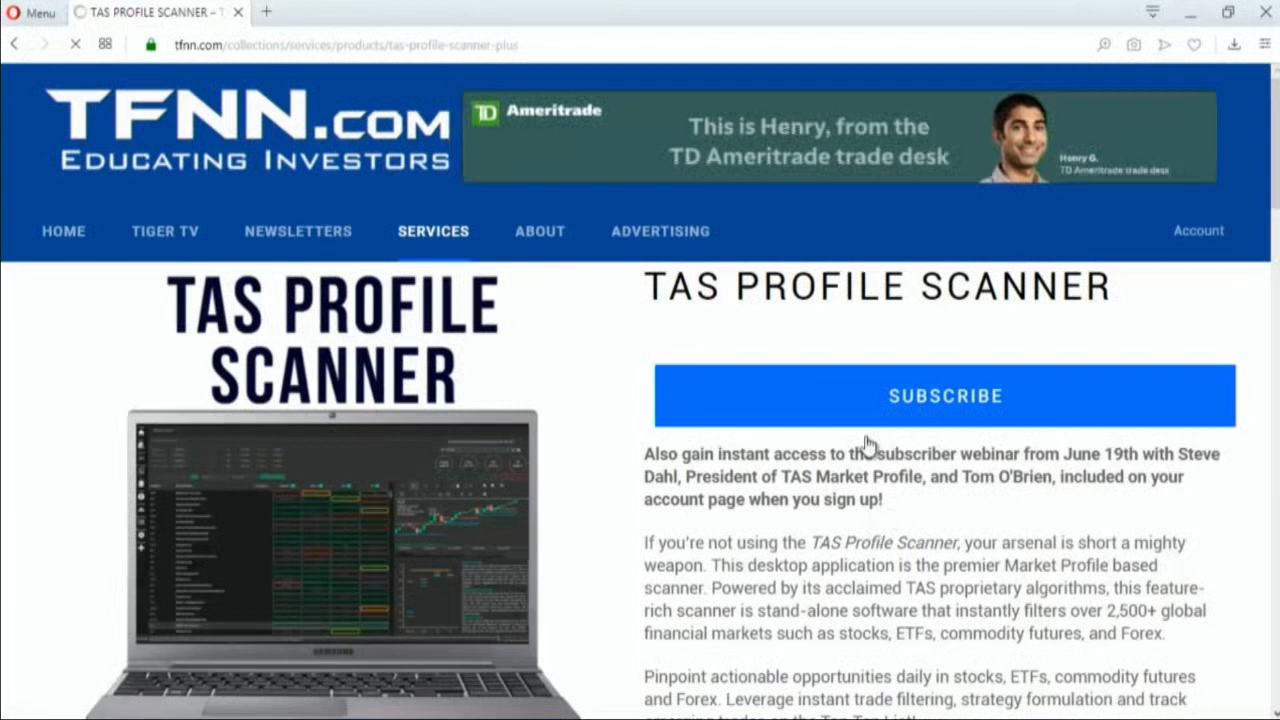 Menu
TAS PROFILE SCANNER – T
tfnn.com/collections/services/products/tas-profile-scanner-plus
TFNN.COM
EDUCATING INVESTORS
TD Ameritrade
This is Henry, from the
TD Ameritrade trade desk
Henry G.
TD Ameritrade trade desk
HOME
TIGER TV
NEWSLETTERS
SERVICES
ABOUT
ADVERTISING
Account
TAS PROFILE
SCANNER
SAMSUNG
TAS PROFILE SCANNER
SUBSCRIBE
Also gain instant access to the subscriber webinar from June 19th with Steve
Dahl, President of TAS Market Profile, and Tom O'Brien, included on your
account page when you sign up!
If you're not using the TAS Profile Scanner, your arsenal is short a mighty
weapon. This desktop application is the premier Market Profile based
scanner. Powered by its acclaimed TAS proprietary algorithms, this feature-
rich scanner is stand-alone software that instantly filters over 2,500+ global
financial markets such as stocks, ETFs, commodity futures, and Forex.
Pinpoint actionable opportunities daily in stocks, ETFs, commodity futures
and Forex. Leverage instant trade filtering, strategy formulation and track